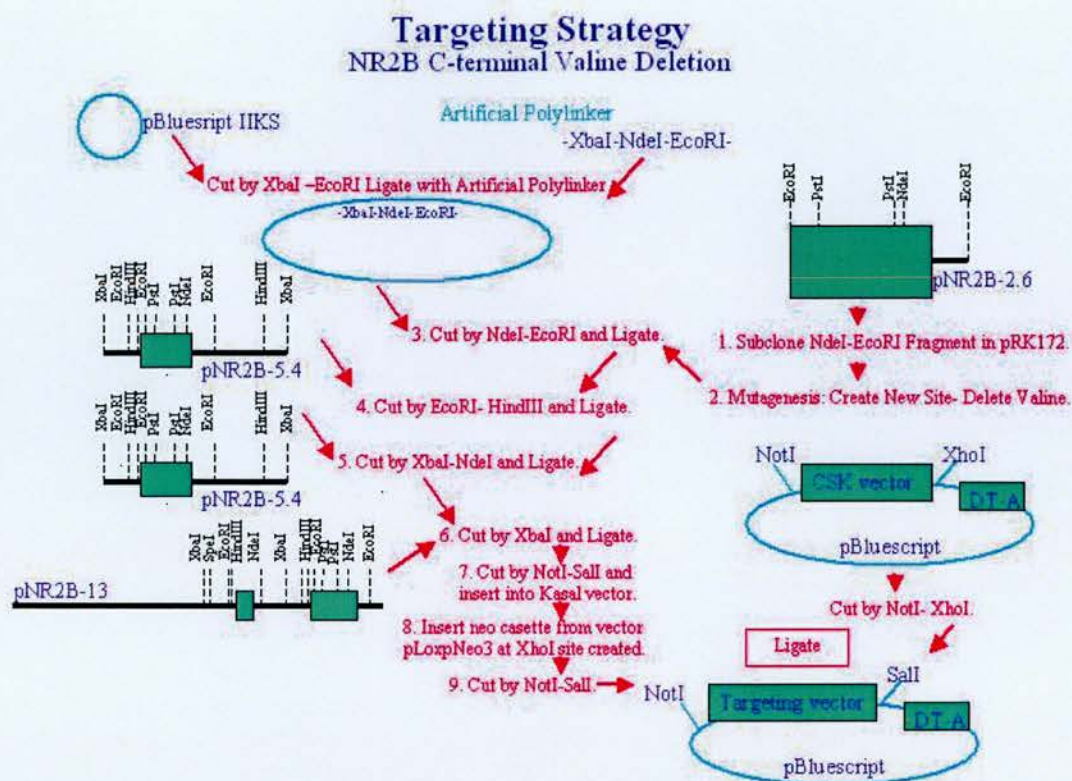 Targeting Strategy
NR2B C-terminal Valine Deletion
pBluesript IIKS
Artificial Polylinker
-XbaI-NdeI-EcoRI-
Cut by XbaI –EcoRI Ligate with Artificial Polylinker
-XbaI-NdeI-EcoRI-
EcoRI
PstI
PstI
NdeI
EcoRI
pNR2B-2.6
XbaI
EcoRI
HindIII
EcoRI
PstI
PstI
NdeI
EcoRI
HindIII
XbaI
pNR2B-5.4
3. Cut by NdeI-EcoRI and Ligate.
1. Subclone NdeI-EcoRI Fragment in pRK172.
2. Mutagenesis: Create New Site- Delete Valine.
4. Cut by EcoRI- HindIII and Ligate.
XbaI
EcoRI
HindIII
EcoRI
PstI
PstI
NdeI
EcoRI
HindIII
XbaI
pNR2B-5.4
5. Cut by XbaI-NdeI and Ligate.
NotI
XhoI
CSK vector
DT-A
pBluescript
6. Cut by XbaI and Ligate.
XbaI
SpeI
EcoRI
HindIII
NdeI
XbaI
HindIII
EcoRI
PstI
PstI
NdeI
EcoRI
pNR2B-13
7. Cut by NotI-SalI and
insert into KasaI vector.
8. Insert neo casette from vector
pLoxpNeo3 at XhoI site created.
9. Cut by NotI-SalI.
Cut by NotI- XhoI.
Ligate
NotI
SalI
Targeting vector
DT-A
pBluescript